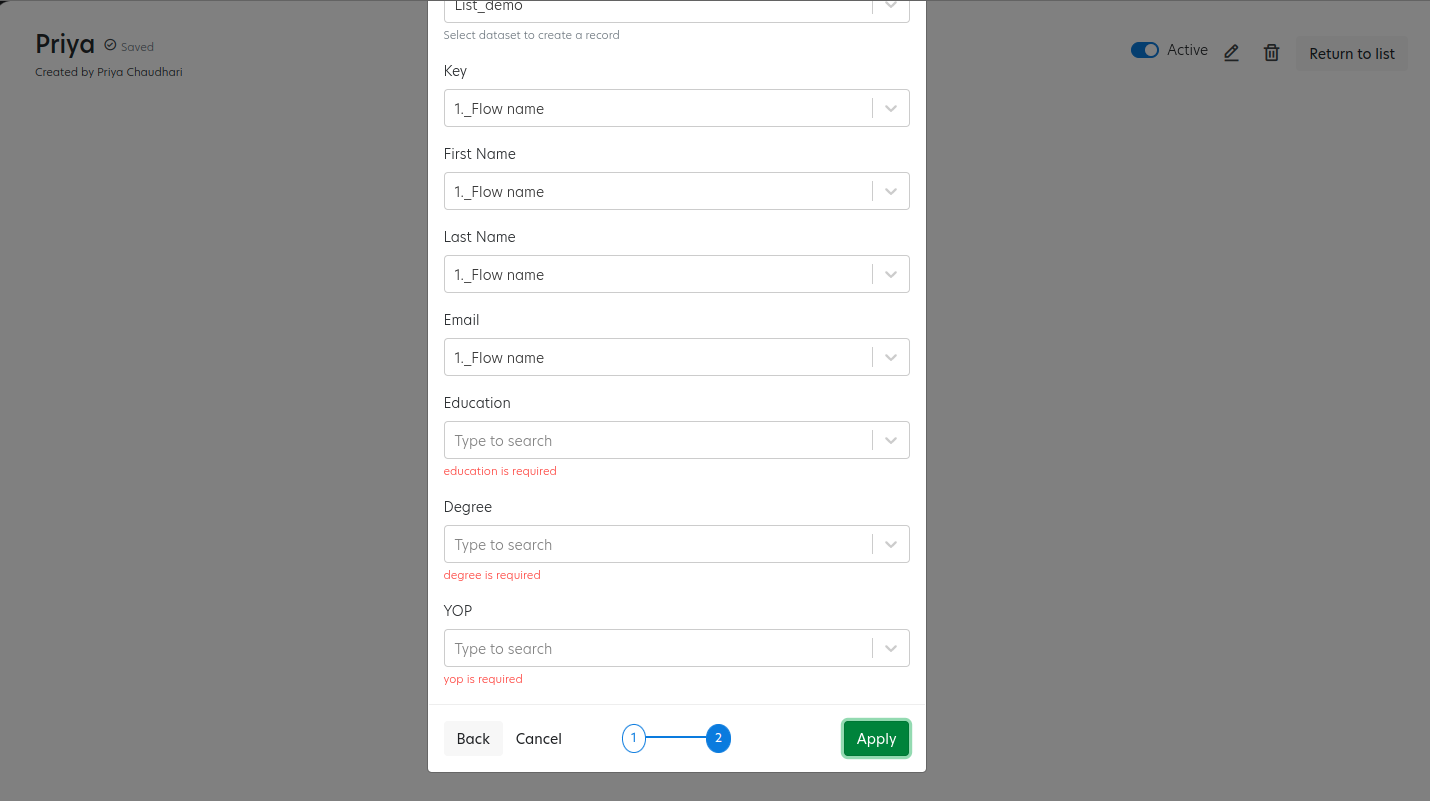 Priya
Saved
Created by Priya Chaudhari
Active
Return to list
List_demo
Select dataset to create a record
Key
1._Flow name
First Name
1._Flow name
Last Name
1._Flow name
Email
1._Flow name
Education
Type to search
education is required
Degree
Type to search
degree is required
YOP
Type to search
yop is required
Back
Cancel
1
2
Apply